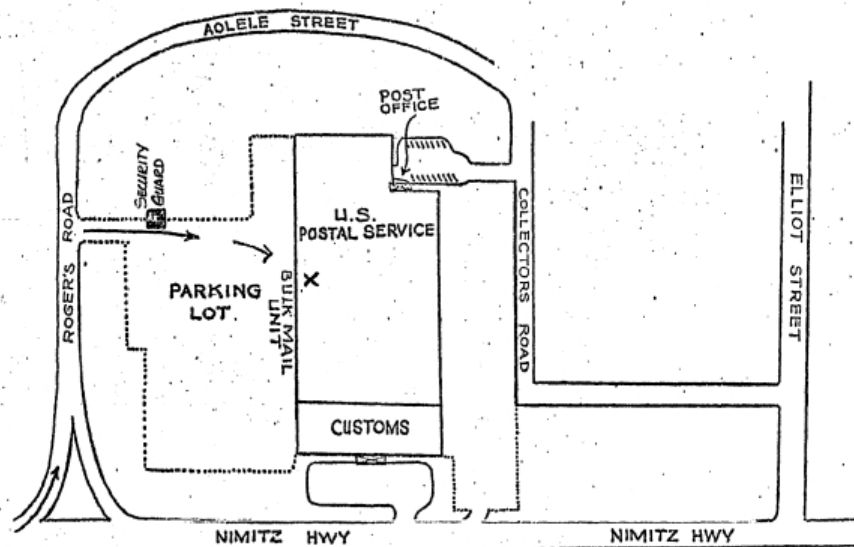 AOLELE STREET
POST
OFFICE
SECURITY
GUARD
U.S.
POSTAL SERVICE
ROGER'S ROAD
COLLECTORS ROAD
ELLIOT STREET
X
PARKING
LOT.
BULK MAIL
UNIT
CUSTOMS
NIMITZ HWY
NIMITZ HWY